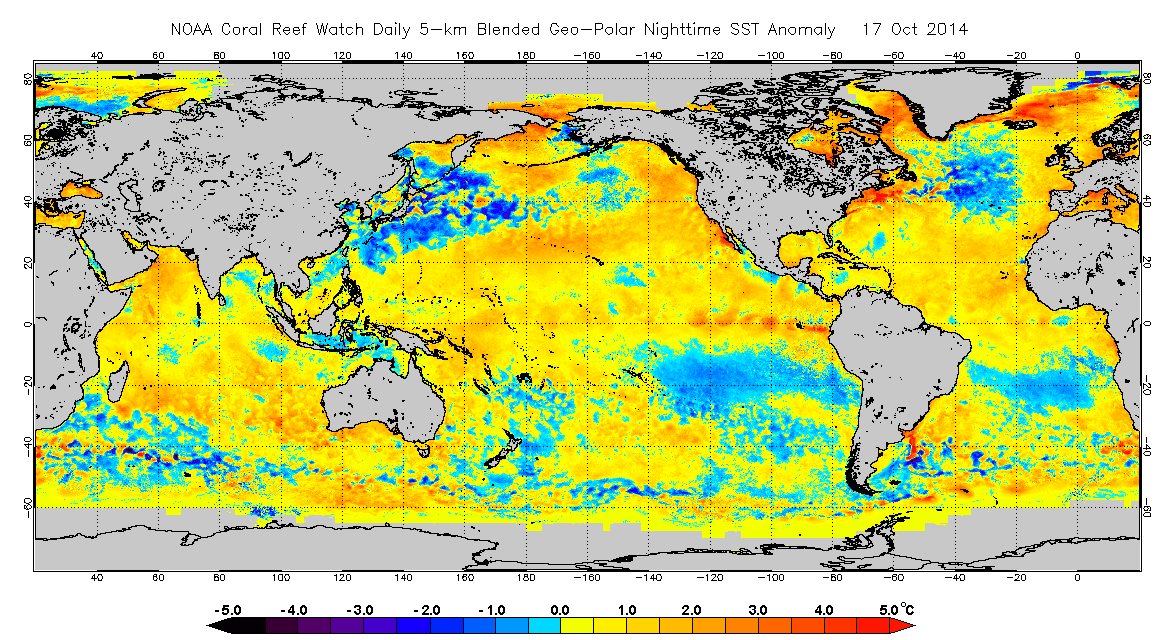 NOAA Coral Reef Watch Daily 5-km Blended Geo-Polar Nighttime SST Anomaly 17 Oct 2014
40 60 80 100 120 140 160 180 -160 -140 -120 -100 -80 -60 -40 -20 0
80 80
60 60
40 40
20 20
0 0
-20 -20
-40 -40
-60 -60
40 60 80 100 120 140 160 180 -160 -140 -120 -100 -80 -60 -40 -20 0
-5.0 -4.0 -3.0 -2.0 -1.0 0.0 1.0 2.0 3.0 4.0 5.0 °C